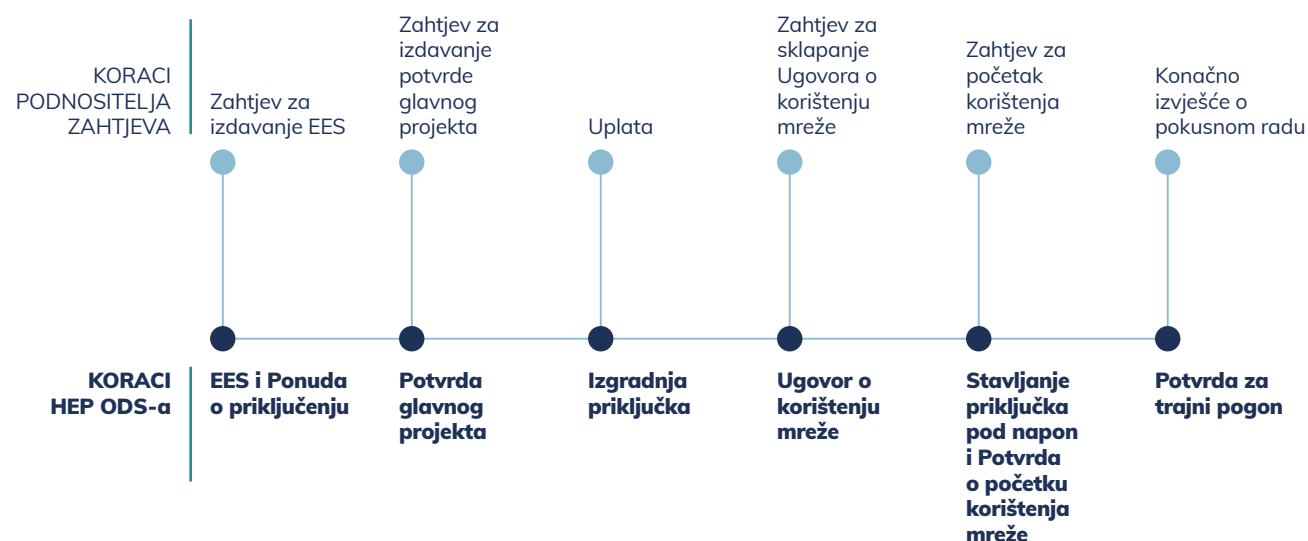 KORACI
PODNOSITELJA
ZAHTJEVA
Zahtjev za
izdavanje EES
Zahtjev za
izdavanje
potvrde
glavnog
projekta
Uplata
Zahtjev za
sklapanje
Ugovora o
korištenju
mreže
Zahtjev za
početak
korištenja
mreže
Konačno
izvješće o
pokusnom radu
KORACI
HEP ODS-a
EES i Ponuda
o priključenju
Potvrda
glavnog
projekta
Izgradnja
priključka
Ugovor o
korištenju
mreže
Stavljanje
priključka
pod napon
i Potvrda
o početku
korištenja
mreže
Potvrda za
trajni pogon